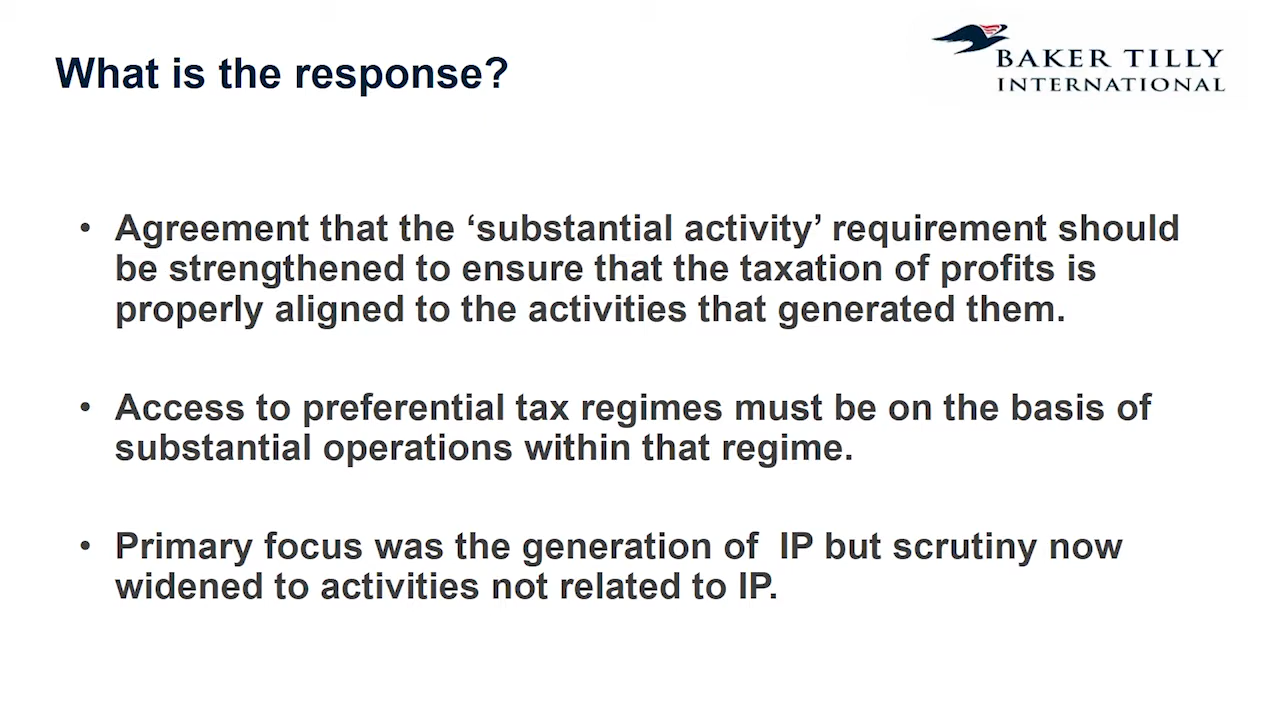 What is the response?
BAKER TILLY
INTERNATIONAL
• Agreement that the ‘substantial activity’ requirement should
be strengthened to ensure that the taxation of profits is
properly aligned to the activities that generated them.
• Access to preferential tax regimes must be on the basis of
substantial operations within that regime.
• Primary focus was the generation of  IP but scrutiny now
widened to activities not related to IP.